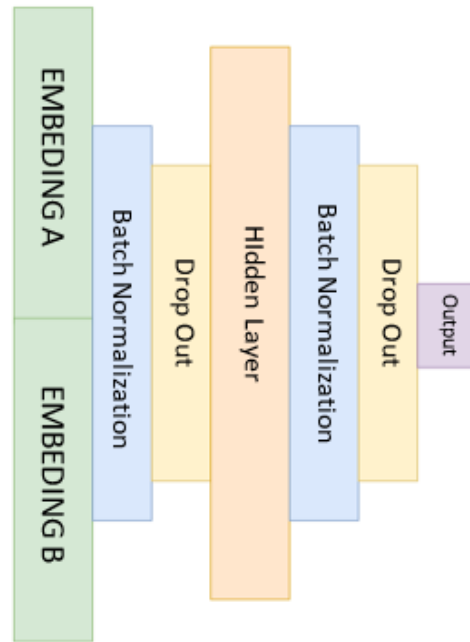 EMBEDING A
EMBEDING B
Batch Normalization
Drop Out
HIdden Layer
Batch Normalization
Drop Out
Output